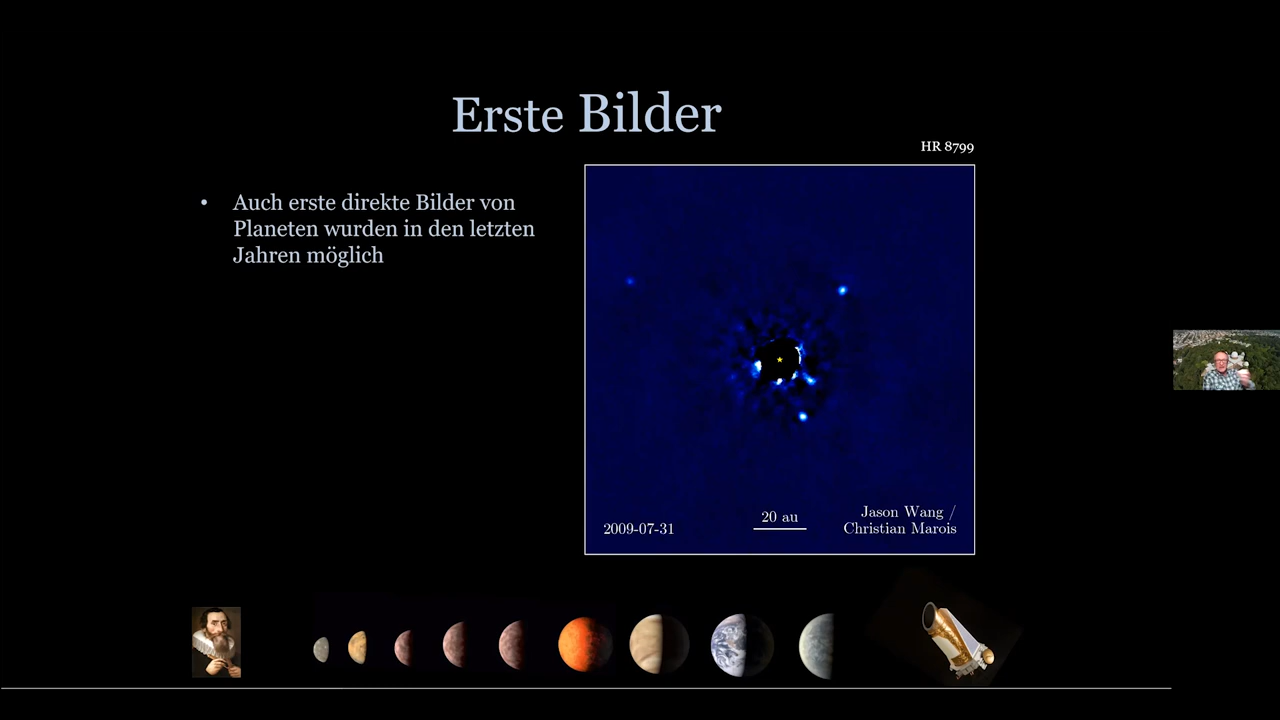 Erste Bilder
HR 8799
• Auch erste direkte Bilder von
Planeten wurden in den letzten
Jahren möglich
2009-07-31
20 au
Jason Wang /
Christian Marois